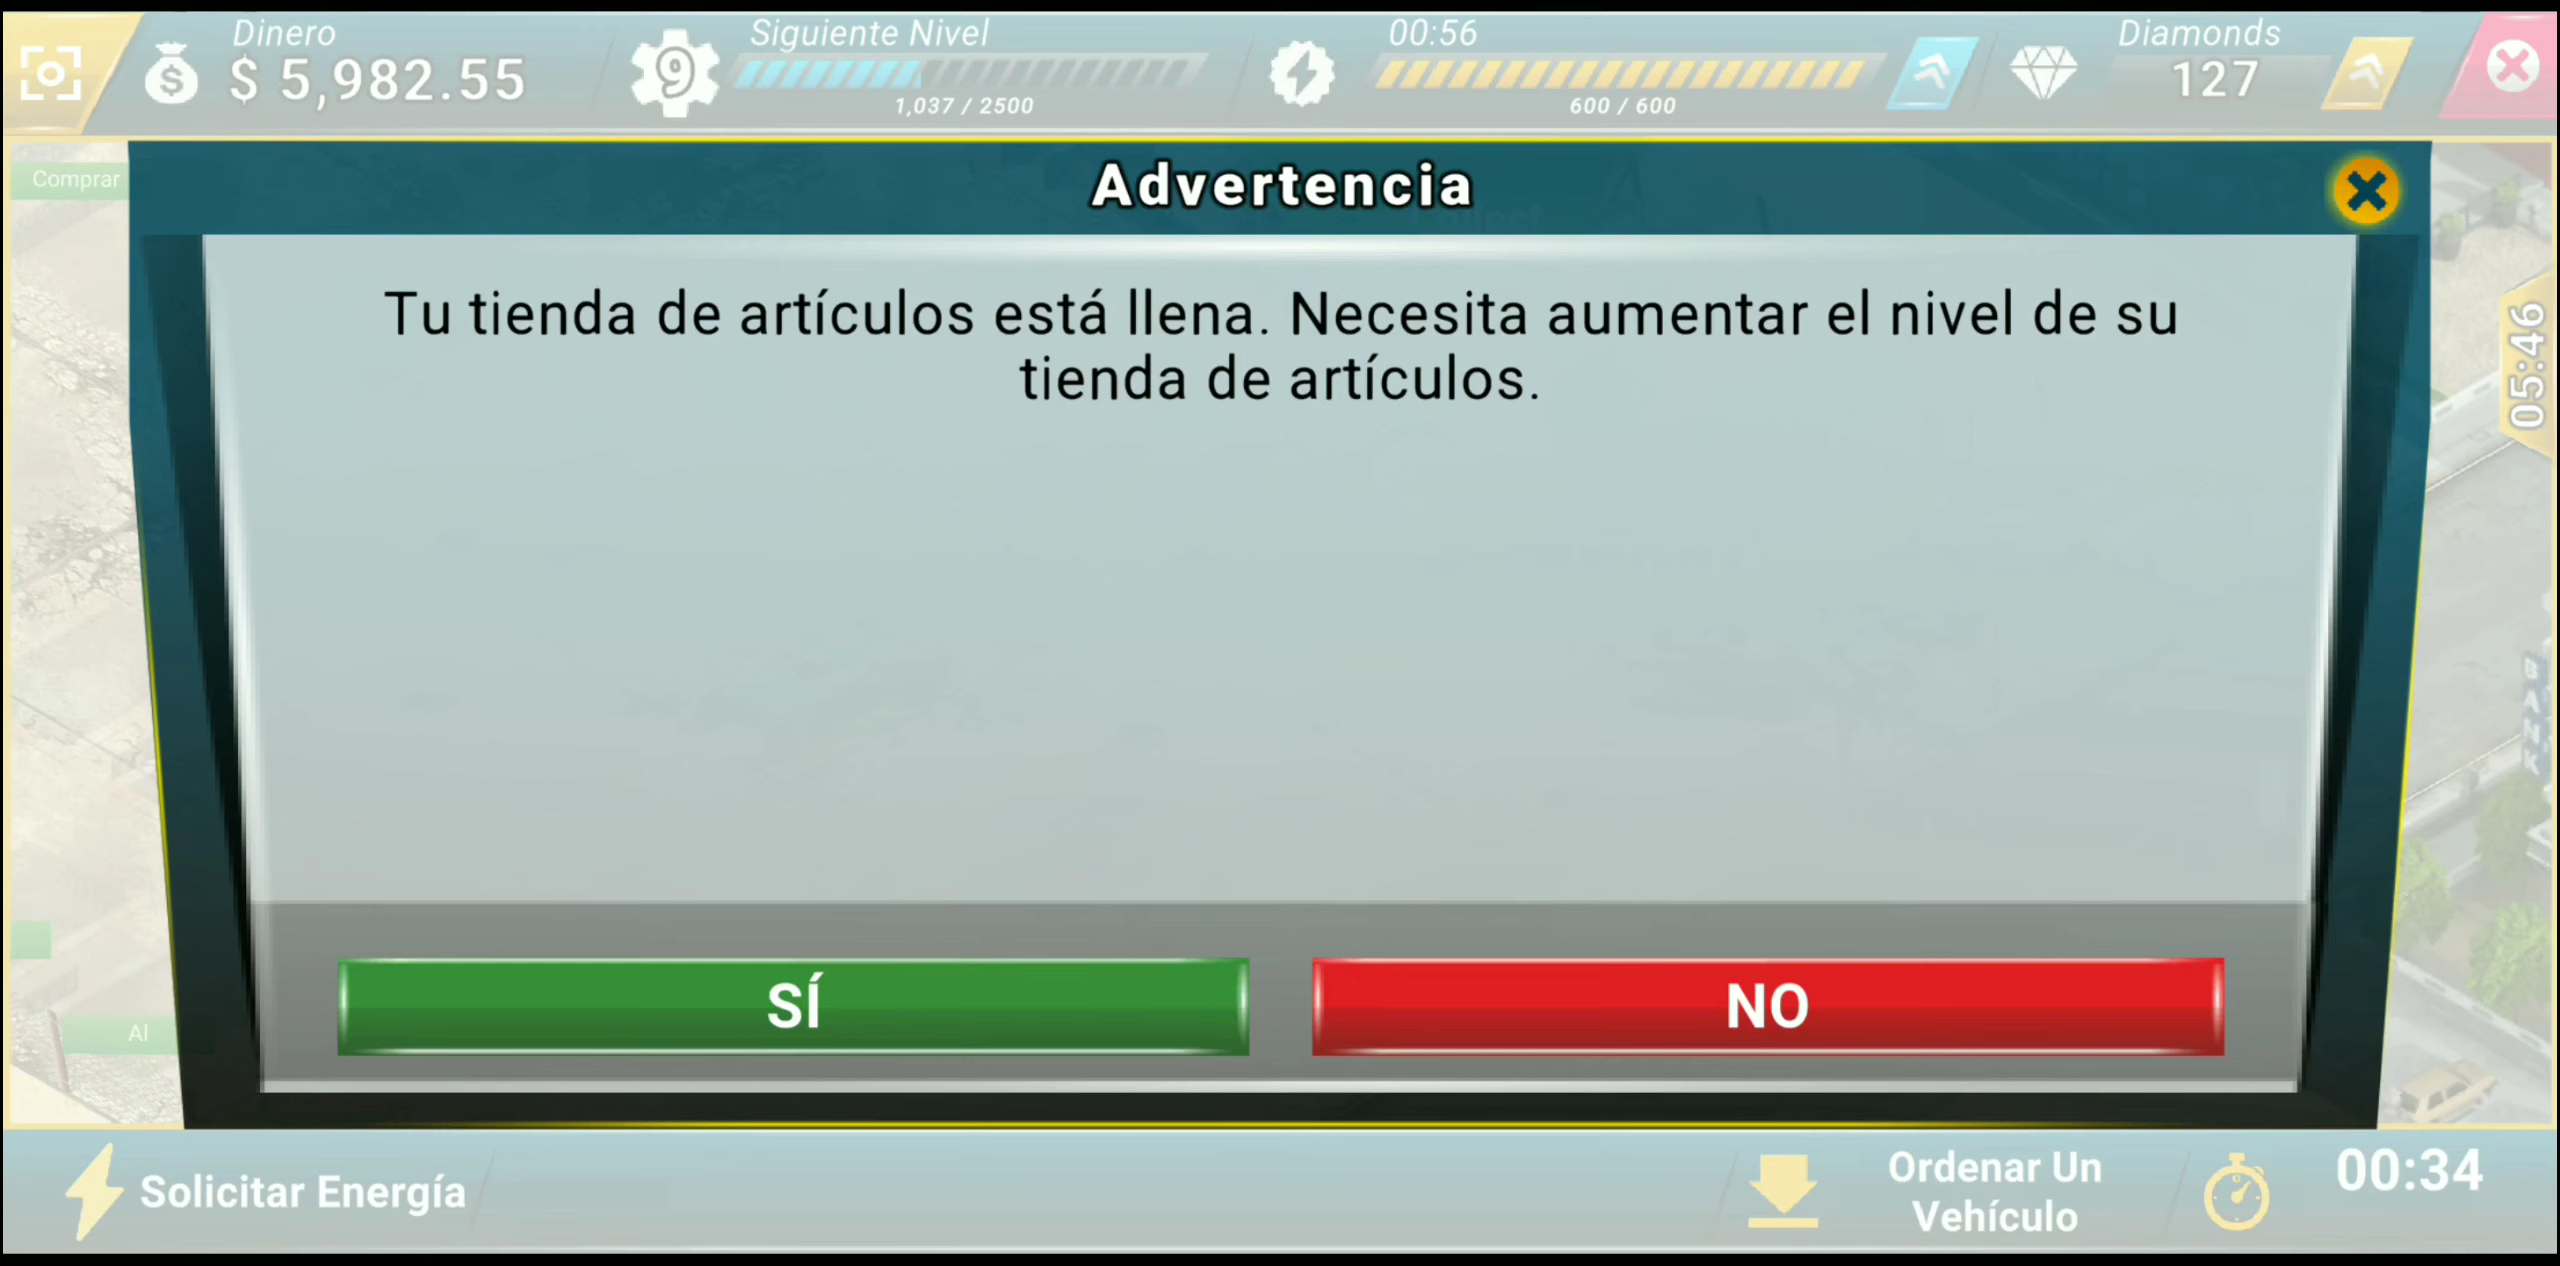 Dinero
$ 5,982.55
9
Siguiente Nivel
1,037 / 2500
00:56
600 / 600
Diamonds
127
Comprar
Advertencia
Tu tienda de artículos está llena. Necesita aumentar el nivel de su
tienda de artículos.
05:46
BANK
SÍ
NO
Al
Solicitar Energía
Ordenar Un
Vehículo
00:34